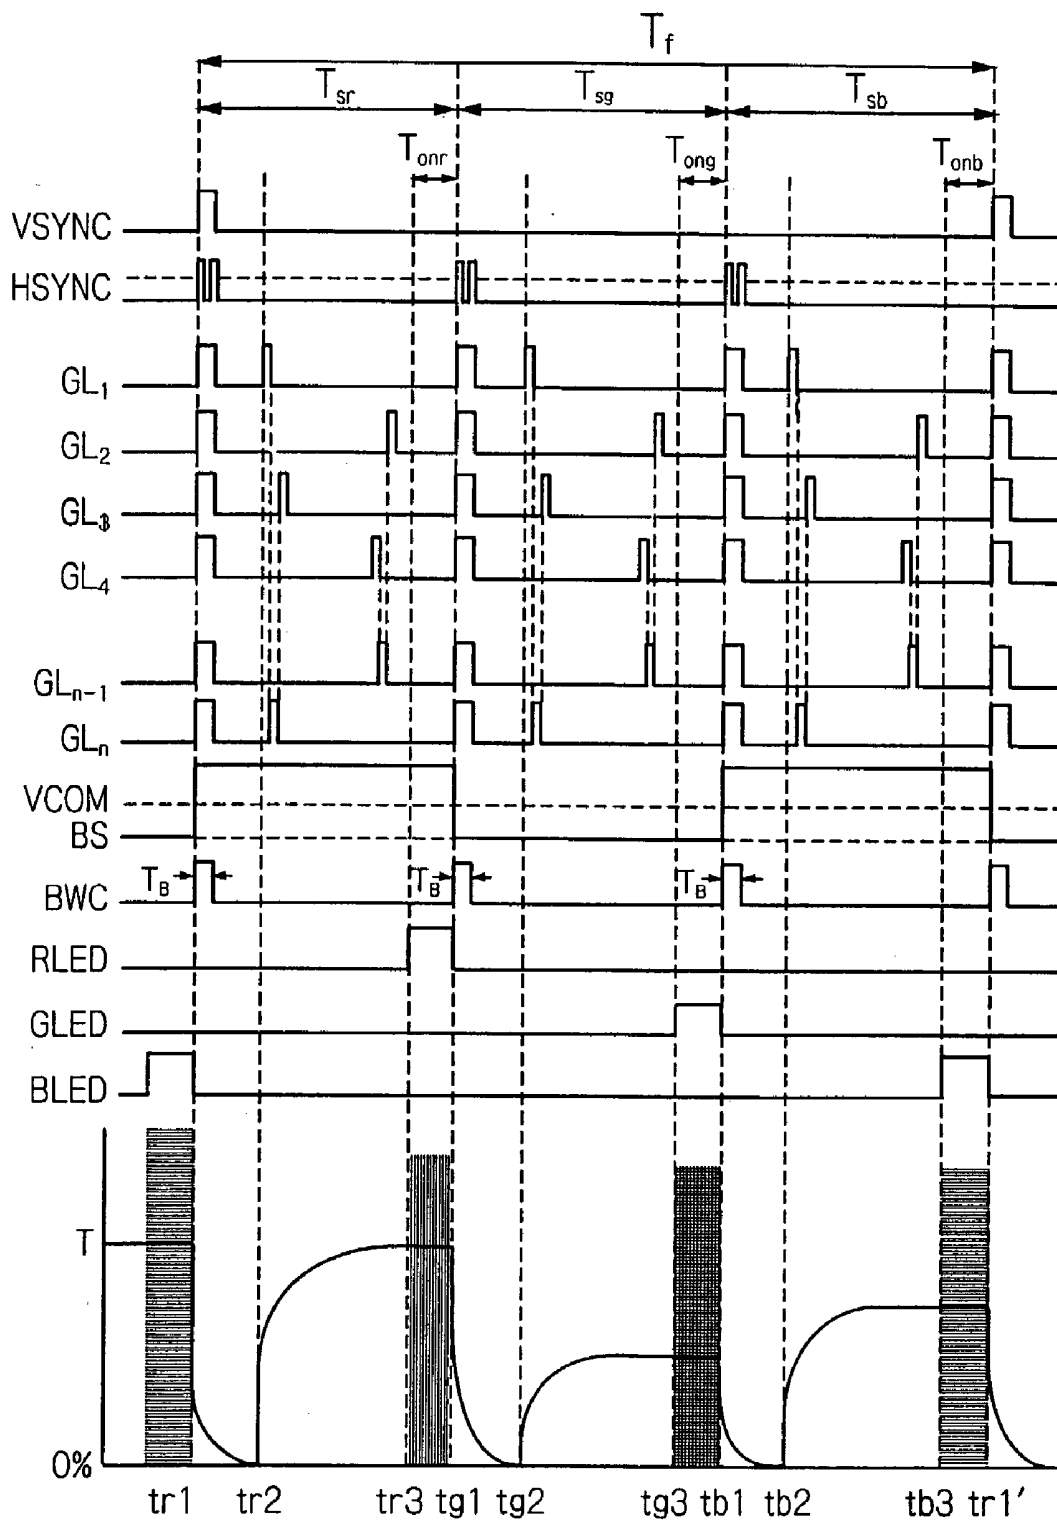 Tf
Tsr Tsg Tsb
Tonr Tong Tonb
VSYNC
HSYNC
GL1
GL2
GL3
GL4
GLn-1
GLn
VCOM
BS
BWC TB TB TB
RLED
GLED
BLED
T
0%
tr1 tr2 tr3 tg1 tg2 tg3 tb1 tb2 tb3 tr1'